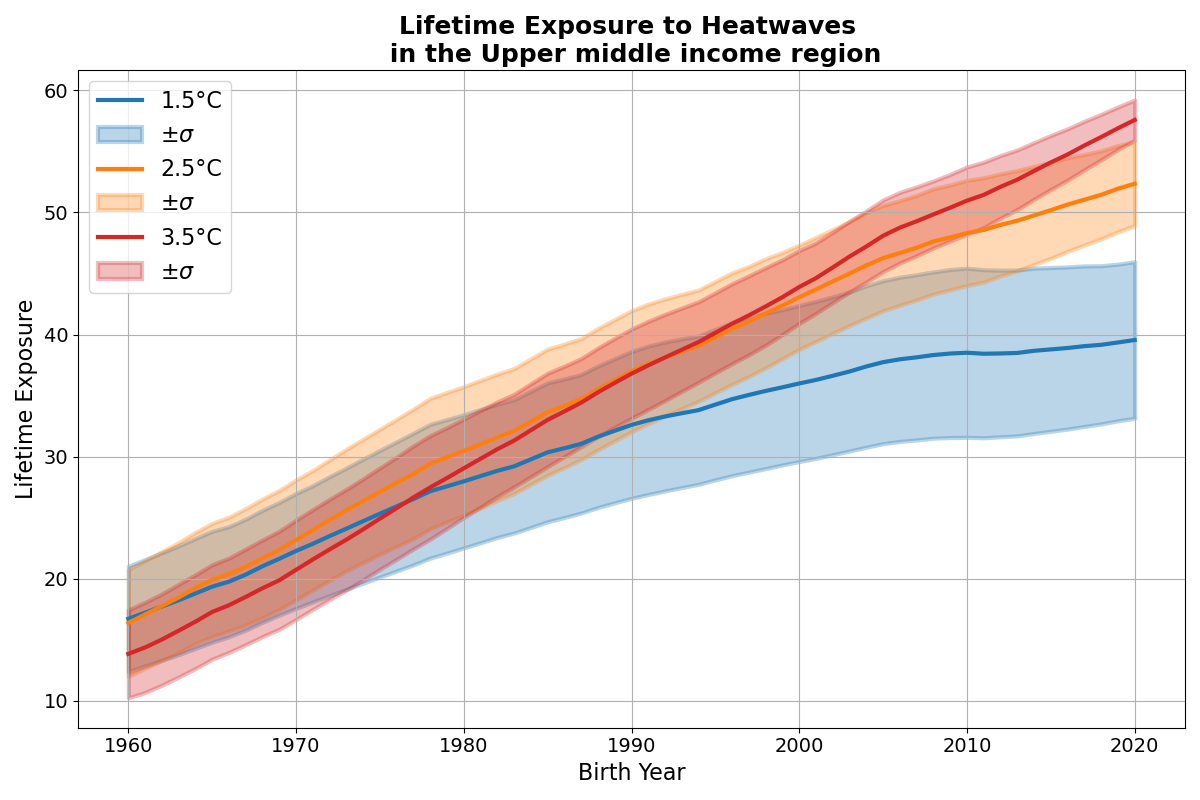 Lifetime Exposure to Heatwaves
in the Upper middle income region
1.5°C
±σ
2.5°C
±σ
3.5°C
±σ
60
50
40
30
20
10
Lifetime Exposure
1960 1970 1980 1990 2000 2010 2020
Birth Year